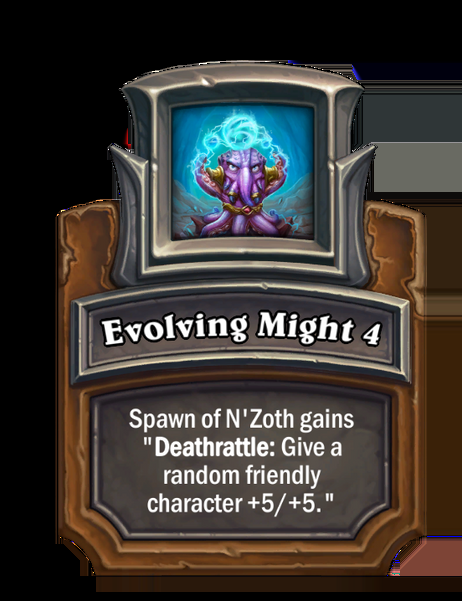 Evolving Might 4
Spawn of N'Zoth gains
"Deathrattle: Give a
random friendly
character +5/+5."